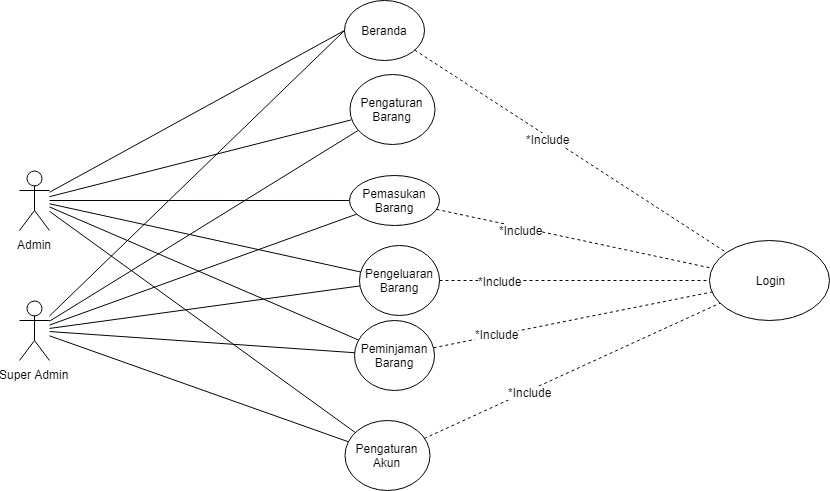 Beranda
Pengaturan
Barang
*Include
Pemasukan
Barang
*Include
Admin
Pengeluaran
Barang
*Include
Login
Peminjaman
Barang
*Include
Super Admin
*Include
Pengaturan
Akun